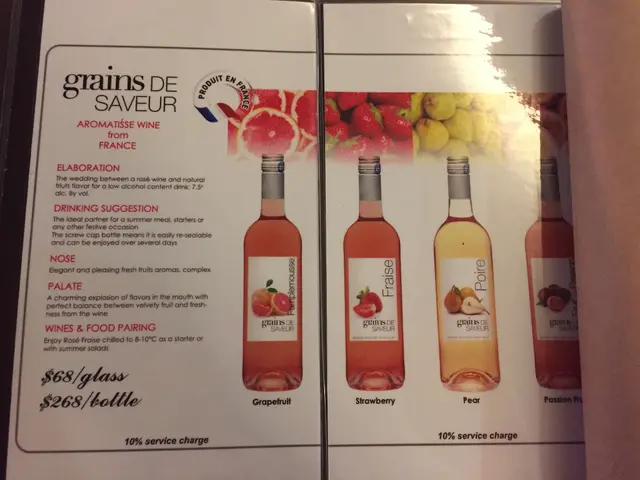 grains DE
SAVEUR
PRODUIT EN FRANCE
AROMATISSE WINE
from
FRANCE
ELABORATION
The wedding between a rosé wine and natural
friuts flavor for a low alcohol content drink: 7.5°
alc. By vol.
DRINKING SUGGESTION
The ideal partner for a summer meal, starters or
any other festive occasion
The screw cap bottle means it is easily re-sealable
and can be enjoyed over several days
NOSE
Elegant and pleasing fresh fruits aromas, complex
PALATE
A charming explosion of flavors in the mouth with
perfect balance between velvety fruit and fresh-
ness from the wine
WINES & FOOD PAIRING
Enjoy Rosé Fraise chilled to 8-10°C as a starter or
with summer salads
$68/glass
$268/bottle
10% service charge
Pamplemousse
grains DE
SAVEUR
Grapefruit
Fraise
grains DE
SAVEUR
Strawberry
Poire
grains DE
SAVEUR
Pear
grains DE
SAVEUR
Passion
10% service charge